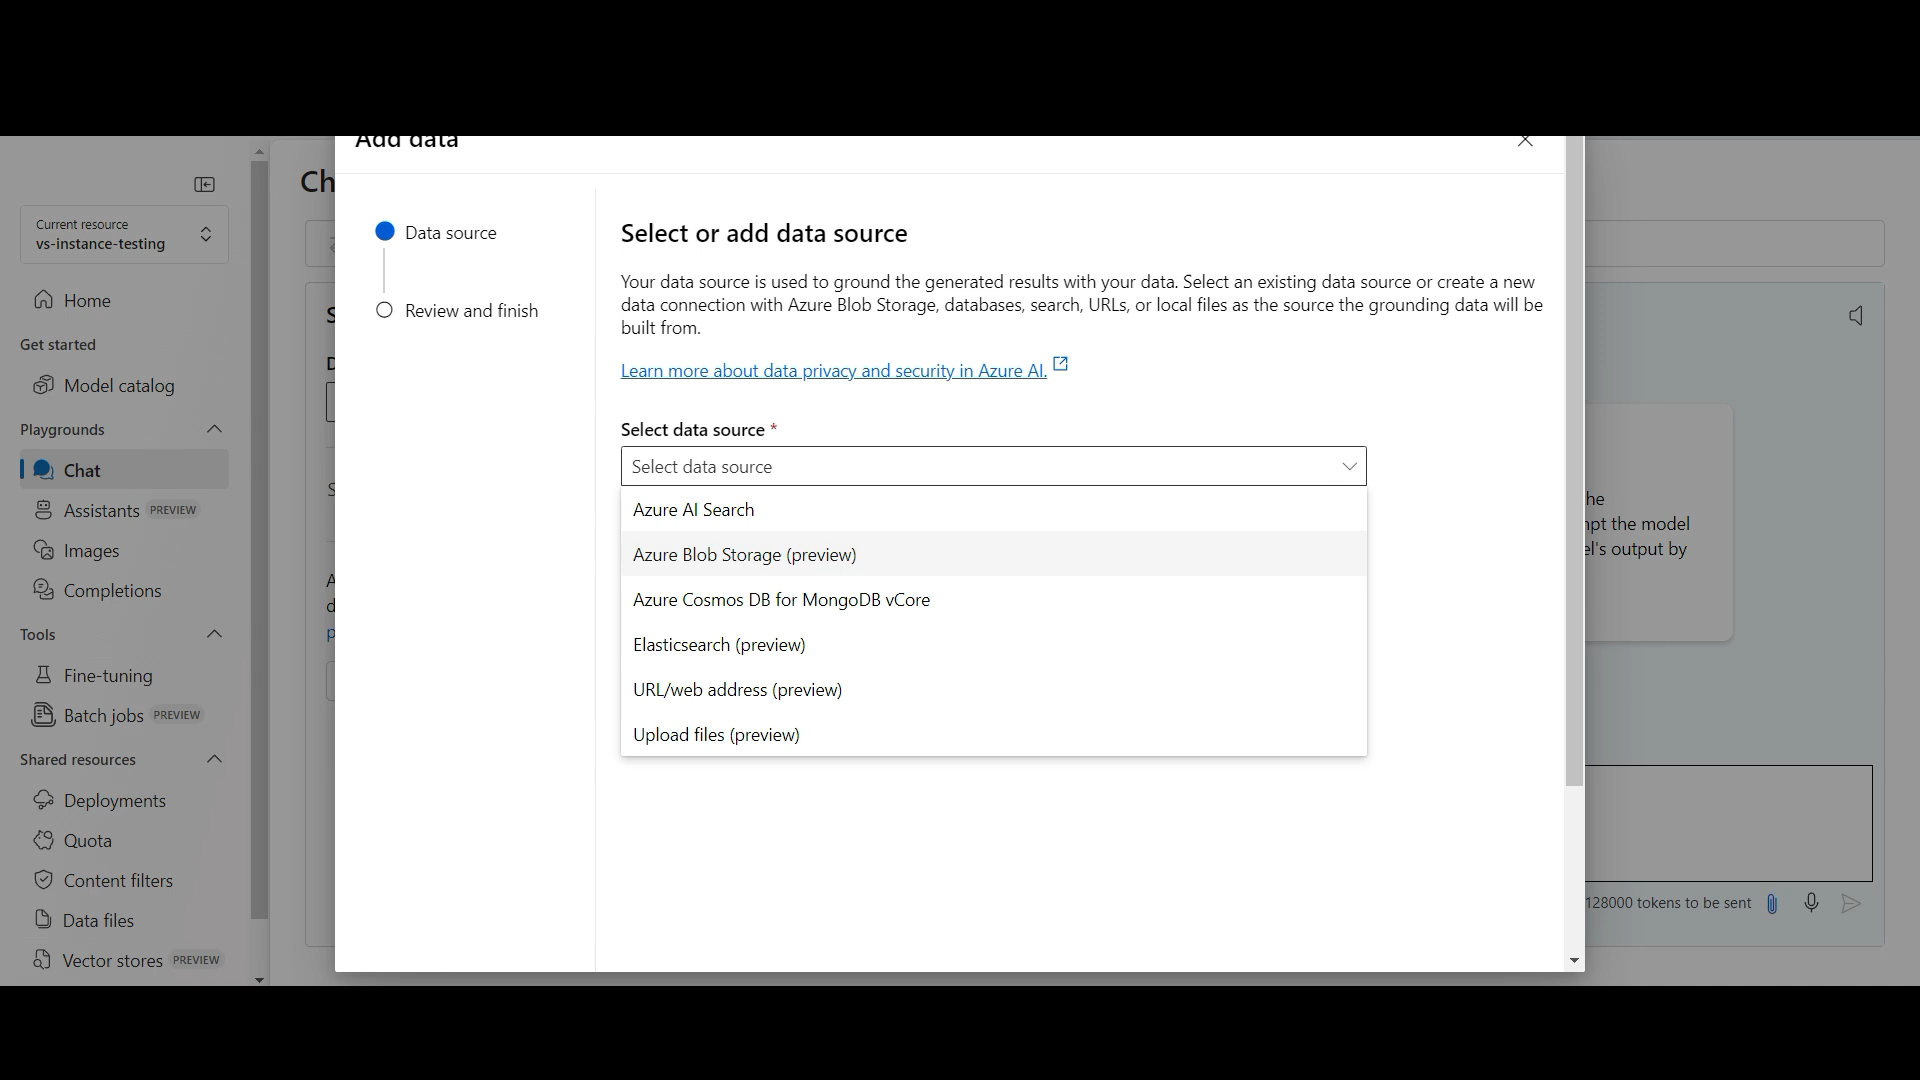 Add data
Current resource
vs-instance-testing
Home
Get started
Model catalog
Playgrounds
Chat
Assistants PREVIEW
Images
Completions
Tools
Fine-tuning
Batch jobs PREVIEW
Shared resources
Deployments
Quota
Content filters
Data files
Vector stores PREVIEW
Ch
Data source
Review and finish
Select or add data source
Your data source is used to ground the generated results with your data. Select an existing data source or create a new
data connection with Azure Blob Storage, databases, search, URLs, or local files as the source the grounding data will be
built from.
Learn more about data privacy and security in Azure AI.
Select data source *
Select data source
Azure AI Search
Azure Blob Storage (preview)
Azure Cosmos DB for MongoDB vCore
Elasticsearch (preview)
URL/web address (preview)
Upload files (preview)
he
mpt the model
el's output by
128000 tokens to be sent